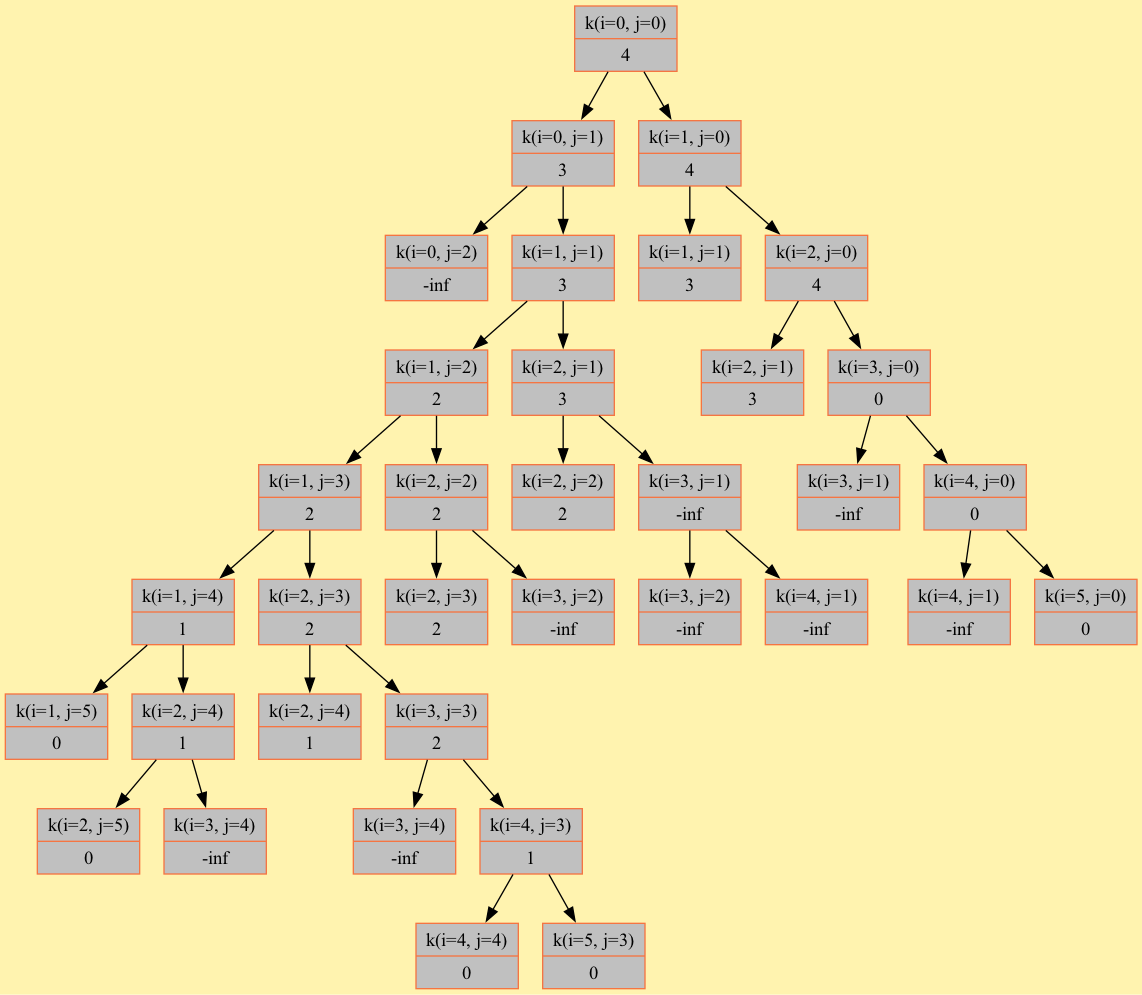 k(i=0, j=0)
4
k(i=0, j=1)
3
k(i=1, j=0)
4
k(i=0, j=2)
-inf
k(i=1, j=1)
3
k(i=1, j=1)
3
k(i=2, j=0)
4
k(i=1, j=2)
2
k(i=2, j=1)
3
k(i=2, j=1)
3
k(i=3, j=0)
0
k(i=1, j=3)
2
k(i=2, j=2)
2
k(i=2, j=2)
2
k(i=3, j=1)
-inf
k(i=3, j=1)
-inf
k(i=4, j=0)
0
k(i=1, j=4)
1
k(i=2, j=3)
2
k(i=2, j=3)
2
k(i=3, j=2)
-inf
k(i=3, j=2)
-inf
k(i=4, j=1)
-inf
k(i=4, j=1)
-inf
k(i=5, j=0)
0
k(i=1, j=5)
0
k(i=2, j=4)
1
k(i=2, j=4)
1
k(i=3, j=3)
2
k(i=2, j=5)
0
k(i=3, j=4)
-inf
k(i=3, j=4)
-inf
k(i=4, j=3)
1
k(i=4, j=4)
0
k(i=5, j=3)
0